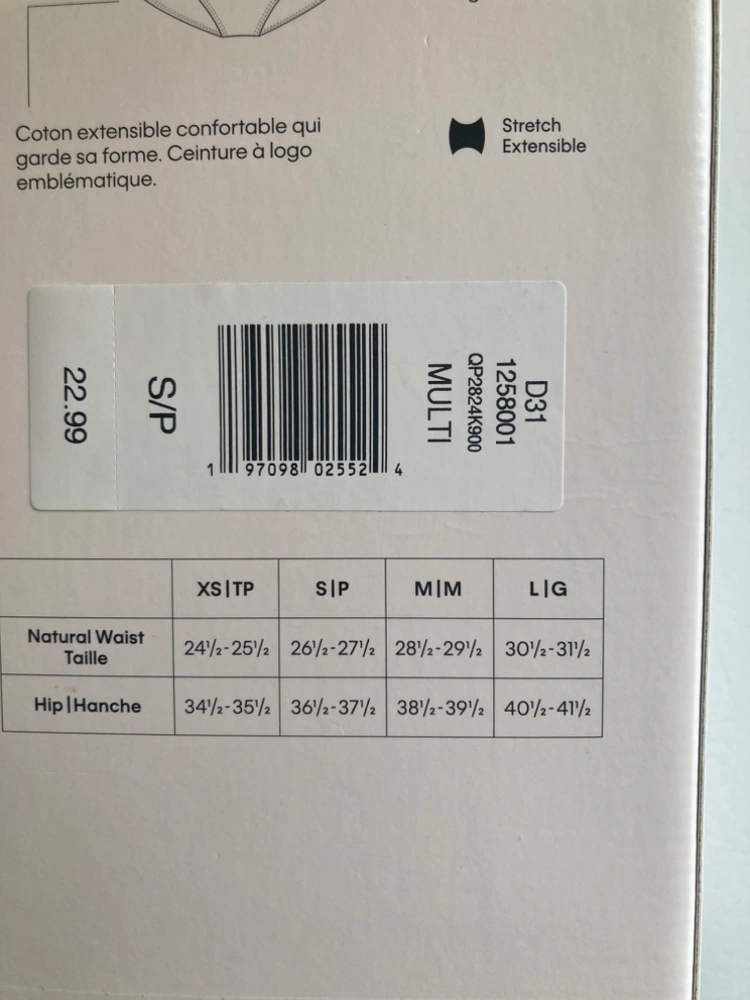 Coton extensible confortable qui
garde sa forme. Ceinture à logo
emblématique.
Stretch
Extensible
D31
1258001
QP2824K900
MULTI
1 97098 02552 4
S/P
22.99
XS|TP S|P M|M L|G
Natural Waist
Taille
24½-25½ 26½-27½ 28½-29½ 30½-31½
Hip|Hanche 34½-35½ 36½-37½ 38½-39½ 40½-41½